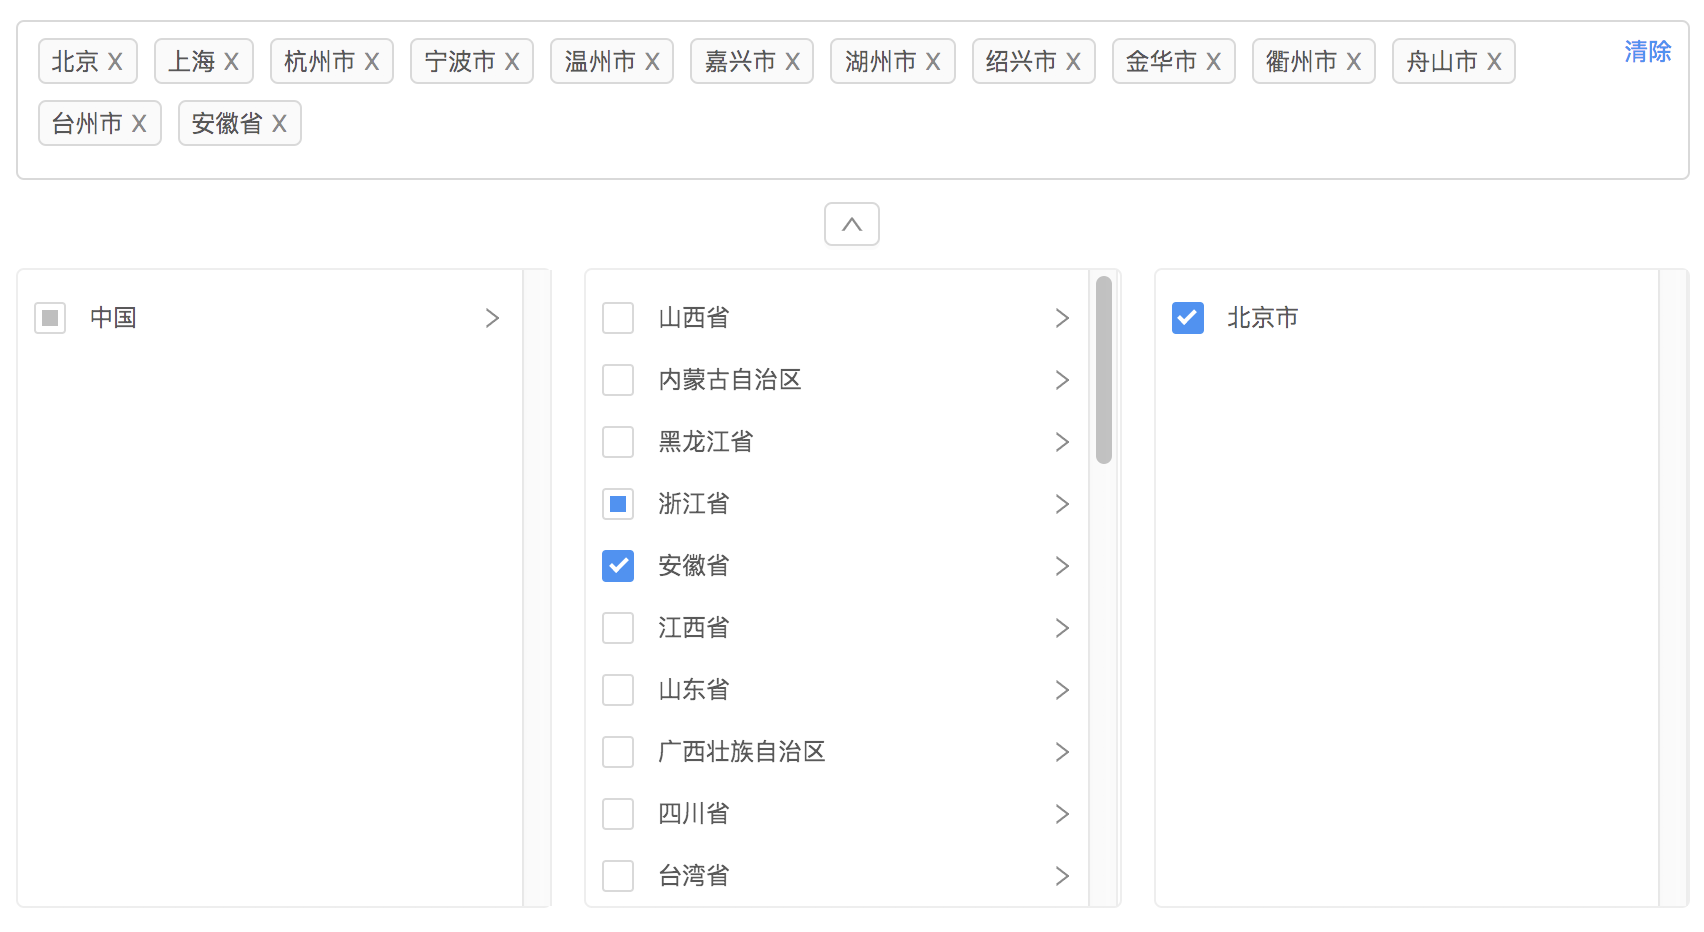 北京 X 上海 X 杭州市 X 宁波市 X 温州市 X 嘉兴市 X 湖州市 X 绍兴市 X 金华市 X 衢州市 X 舟山市 X 清除
台州市 X 安徽省 X
中国
山西省
内蒙古自治区
黑龙江省
浙江省
安徽省
江西省
山东省
广西壮族自治区
四川省
台湾省
北京市